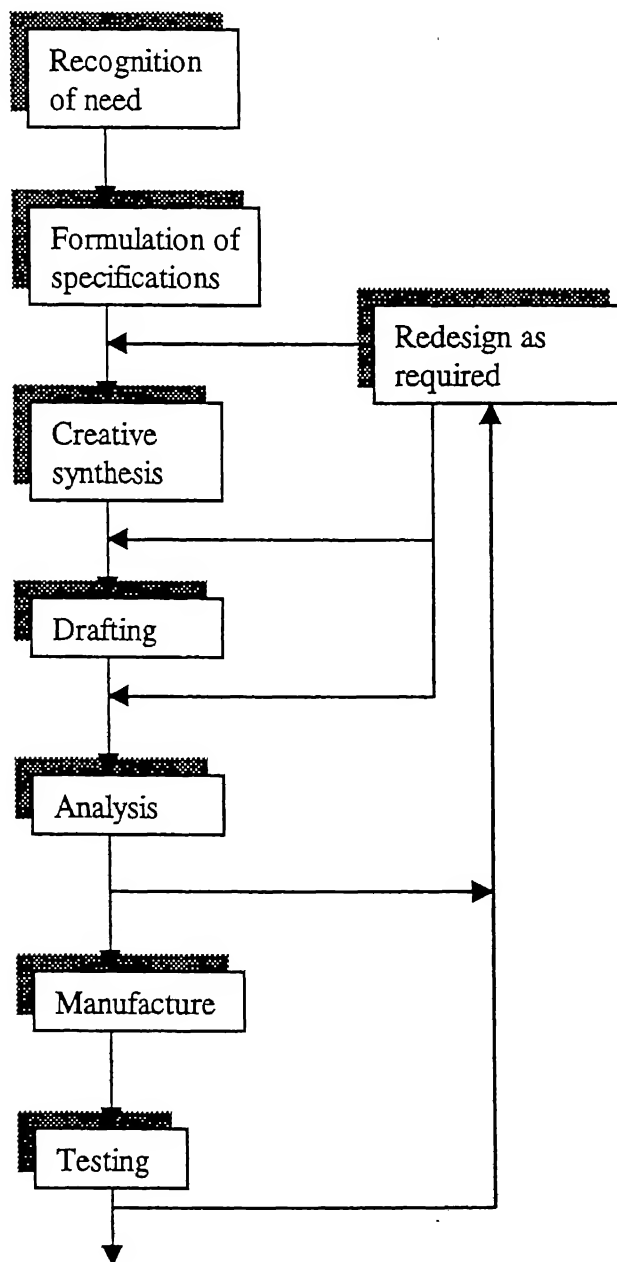 Recognition
of need
Formulation of
specifications
Redesign as
required
Creative
synthesis
Drafting
Analysis
Manufacture
Testing